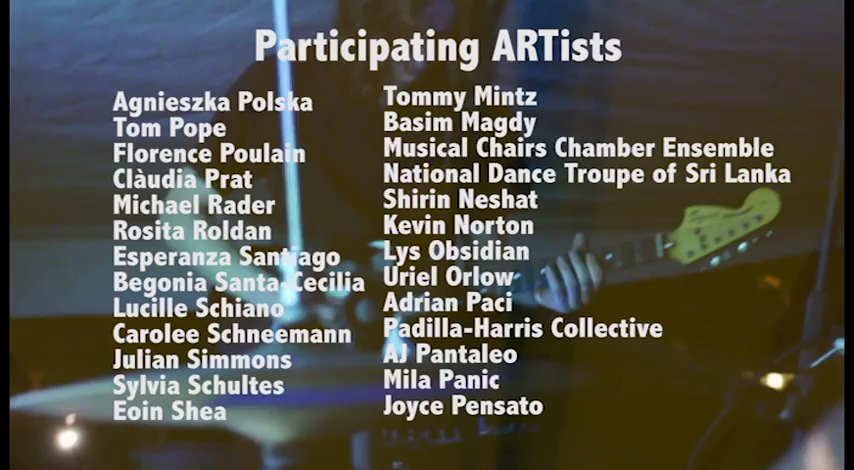 Participating ARTists
Agnieszka Polska
Tom Pope
Florence Poulain
Clàudia Prat
Michael Rader
Rosita Roldan
Esperanza Santiago
Begonia Santa-Cecilia
Lucille Schiano
Carolee Schneemann
Julian Simmons
Sylvia Schultes
Eoin Shea
Tommy Mintz
Basim Magdy
Musical Chairs Chamber Ensemble
National Dance Troupe of Sri Lanka
Shirin Neshat
Kevin Norton
Lys Obsidian
Uriel Orlow
Adrian Paci
Padilla-Harris Collective
AJ Pantaleo
Mila Panic
Joyce Pensato